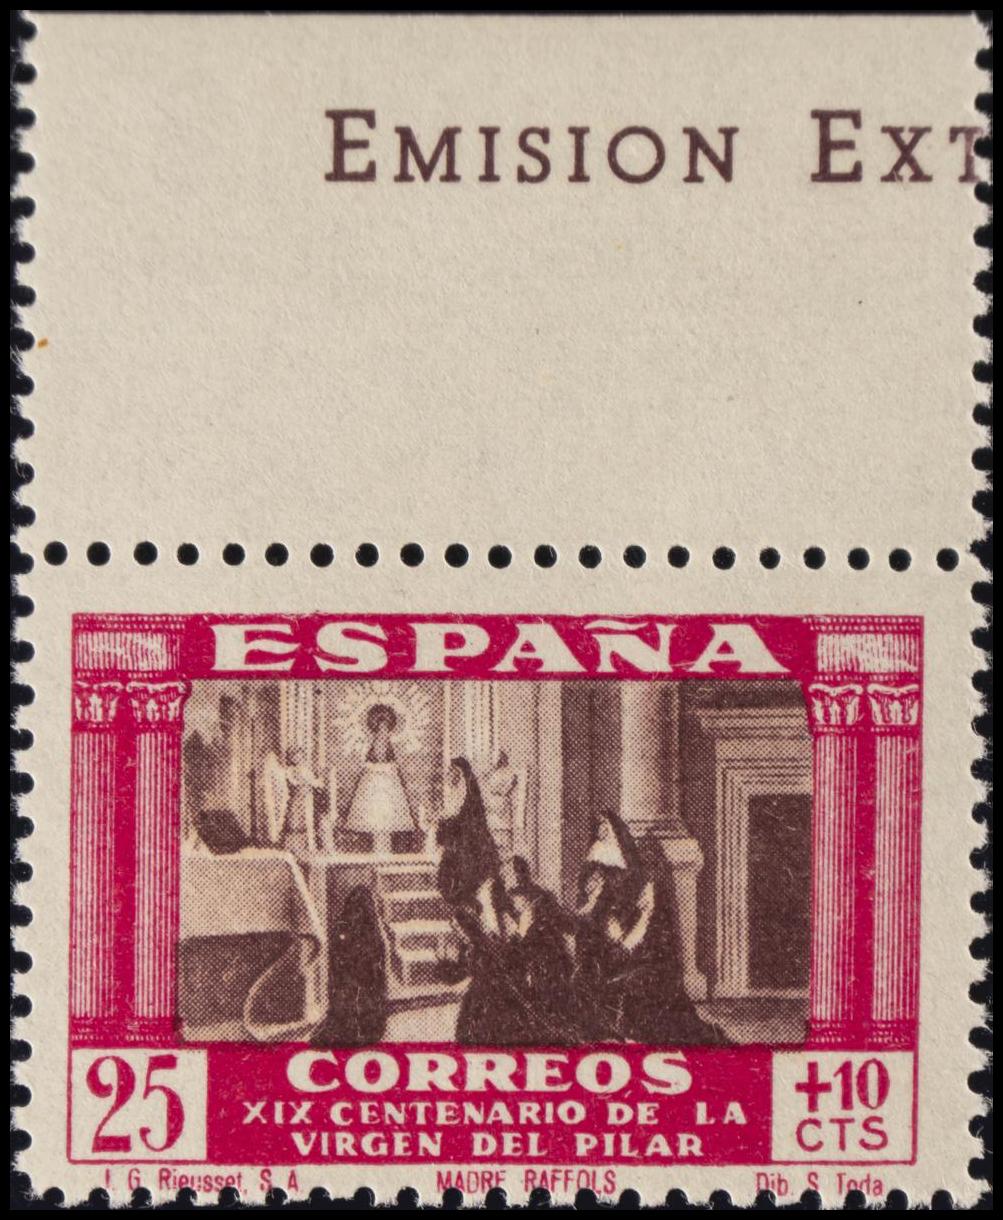 EMISION EXT
ESPAÑA
25
CORREOS
XIX CENTENARIO DE LA
VIRGEN DEL PILAR
+10
CTS
I. G. Rieusset, S. A.
MADRE RAFFOLS
Dib. S. Toda